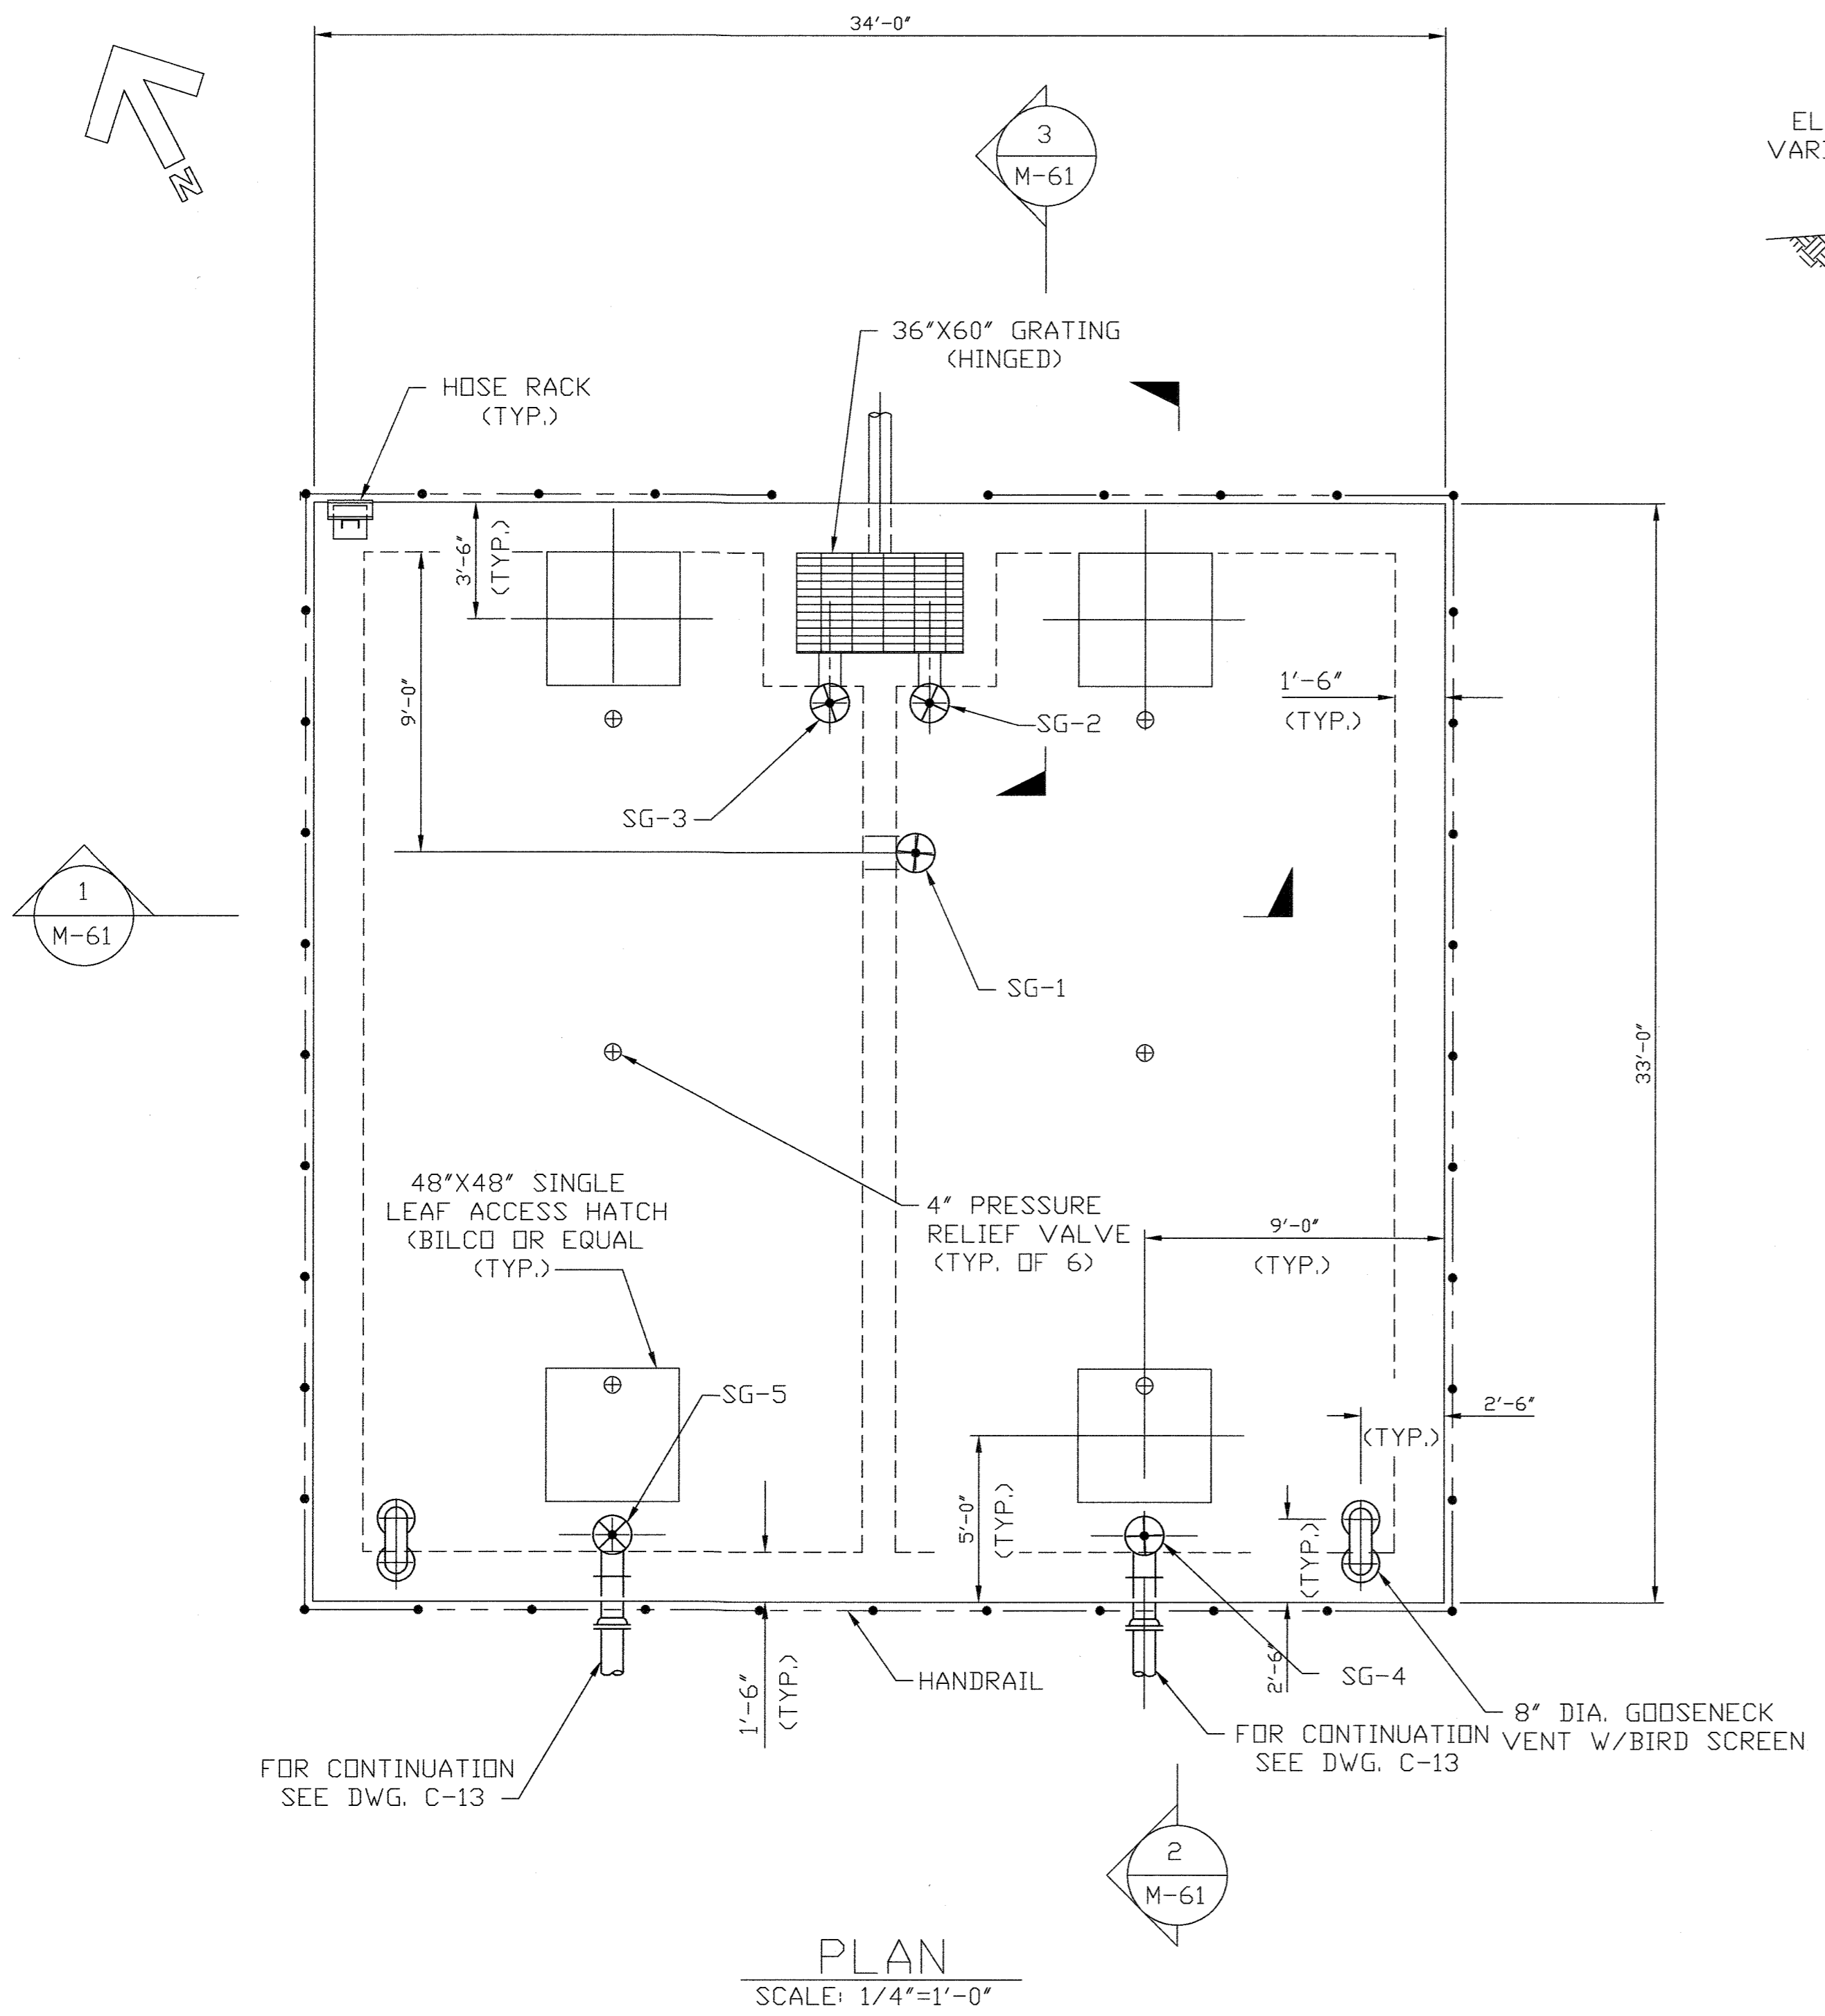 34'-0"
N
3
M-61
EL
VARI
36"X60" GRATING
(HINGED)
HOSE RACK
(TYP.)
3'-6"
(TYP.)
9'-0"
1'-6"
(TYP.)
SG-2
SG-3
1
M-61
SG-1
33'-0"
48"X48" SINGLE
LEAF ACCESS HATCH
(BILCO OR EQUAL
(TYP.)
4" PRESSURE
RELIEF VALVE
(TYP. OF 6)
9'-0"
(TYP.)
SG-5
2'-6"
(TYP.)
5'-0"
(TYP.)
(TYP.)
2'-6"
1'-6"
(TYP.)
HANDRAIL
SG-4
8" DIA. GOOSENECK
VENT W/BIRD SCREEN
FOR CONTINUATION
SEE DWG. C-13
FOR CONTINUATION
SEE DWG. C-13
2
M-61
PLAN
SCALE: 1/4"=1'-0"